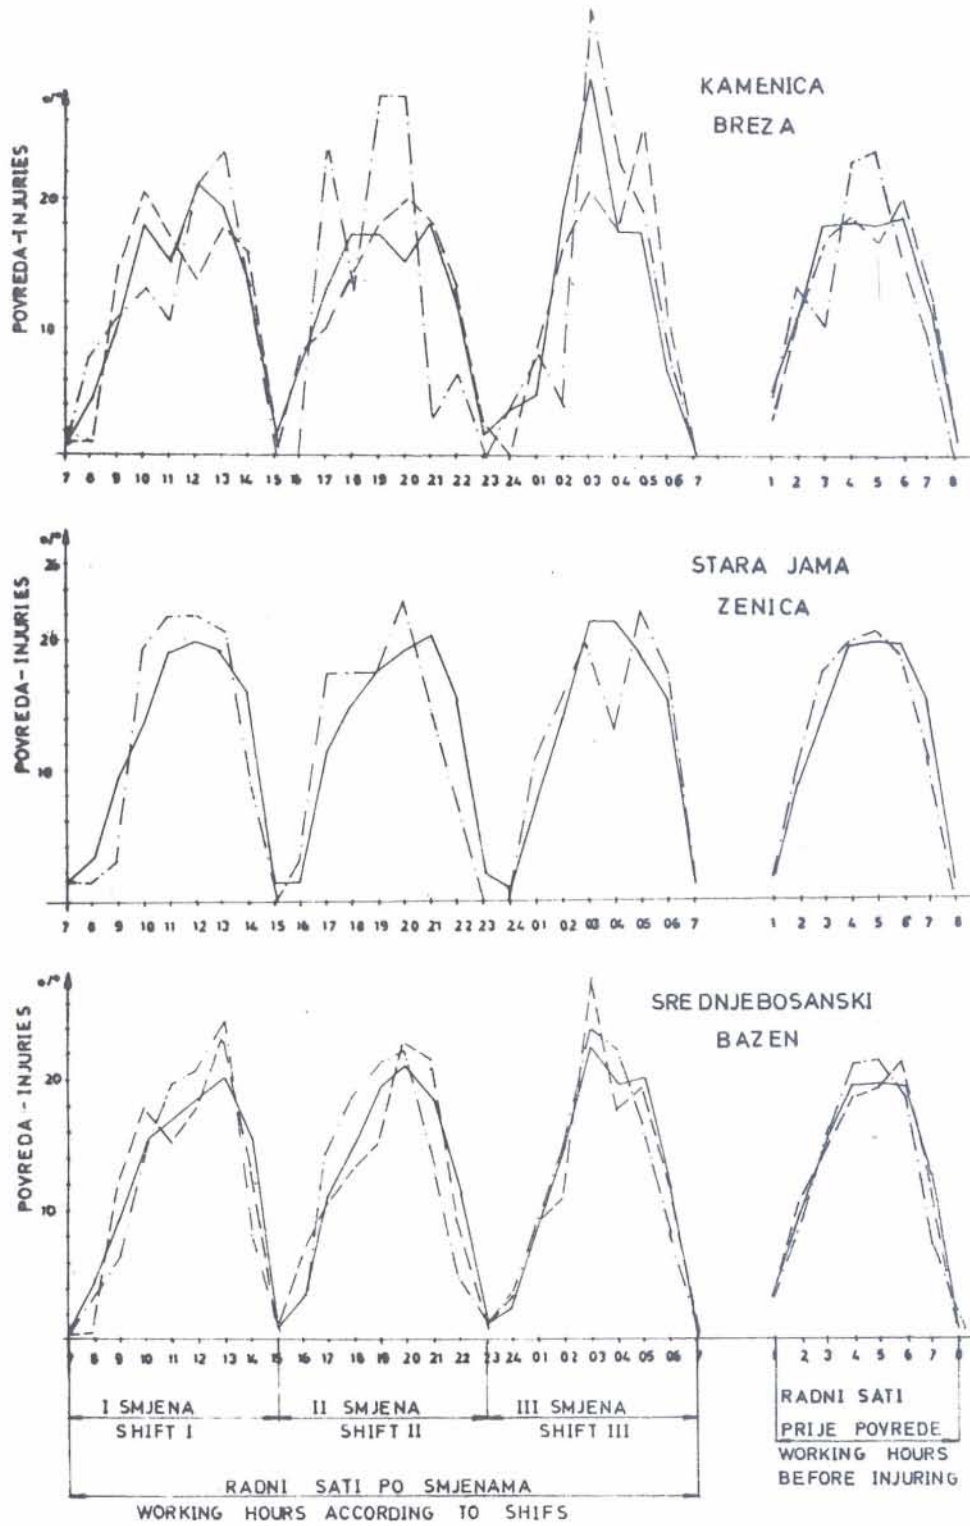 KAMENICA
BREZA
POVREDA-INJURIES
o/o
20
10
7 8 9 10 11 12 13 14 15 16 17 18 19 20 21 22 23 24 01 02 03 04 05 06 7
1 2 3 4 5 6 7 8
STARA JAMA
ZENICA
POVREDA-INJURIES
o/o
26
20
10
7 8 9 10 11 12 13 14 15 16 17 18 19 20 21 22 23 24 01 02 03 04 05 06 7
1 2 3 4 5 6 7 8
SREDNJEBOSANSKI
BAZEN
POVREDA - INJURIES
o/o
20
10
7 8 9 10 11 12 13 14 15 16 17 18 19 20 21 22 23 24 01 02 03 04 05 06 7
1 2 3 4 5 6 7 8
I SMJENA
SHIFT I
II SMJENA
SHIFT II
III SMJENA
SHIFT III
RADNI SATI PO SMJENAMA
WORKING HOURS ACCORDING TO SHIFS
RADNI SATI
PRIJE POVREDE
WORKING HOURS
BEFORE INJURING